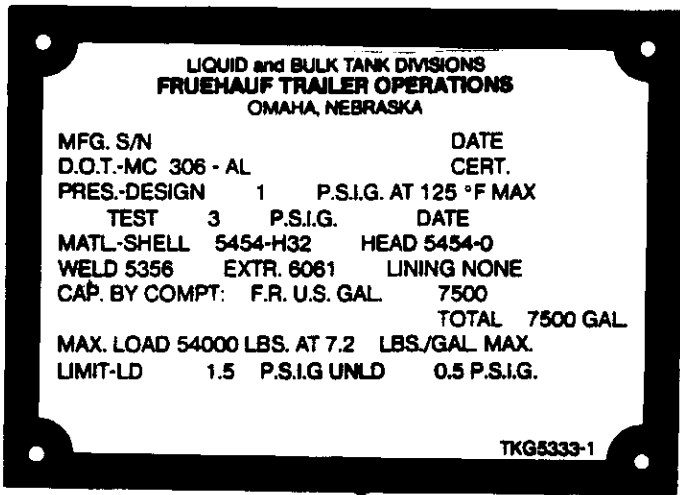 LIQUID and BULK TANK DIVISIONS
FRUEHAUF TRAILER OPERATIONS
OMAHA, NEBRASKA
MFG. S/N DATE
D.O.T.-MC 306 - AL CERT.
PRES.-DESIGN 1 P.S.I.G. AT 125 °F MAX
TEST 3 P.S.I.G. DATE
MATL.-SHELL 5454-H32 HEAD 5454-0
WELD 5356 EXTR. 6061 LINING NONE
CAP. BY COMPT: F.R. U.S. GAL. 7500
TOTAL 7500 GAL.
MAX. LOAD 54000 LBS. AT 7.2 LBS./GAL. MAX.
LIMIT-LD 1.5 P.S.I.G UNLD 0.5 P.S.I.G.
TKG5333-1